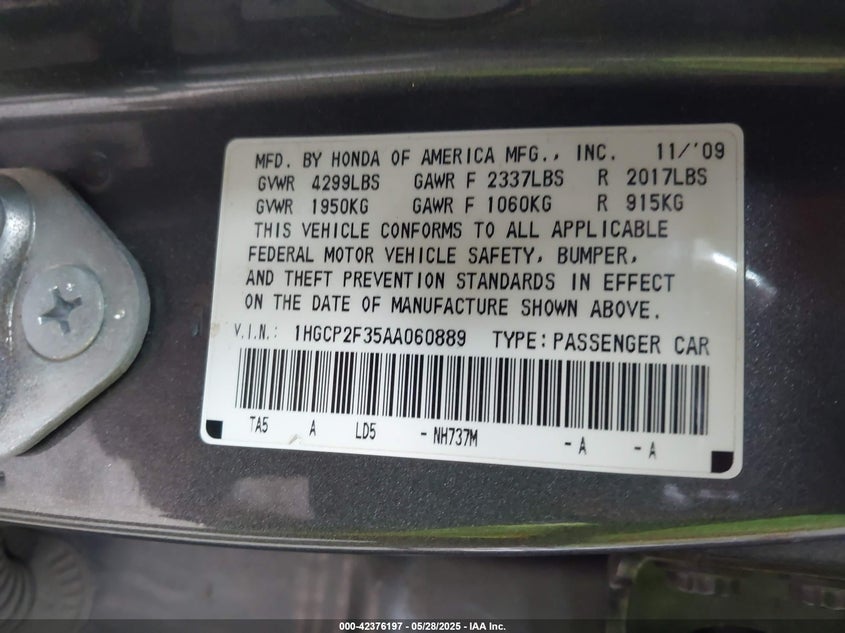 MFD. BY HONDA OF AMERICA MFG., INC. 11/'09
GVWR 4299LBS GAWR F 2337LBS R 2017LBS
GVWR 1950KG GAWR F 1060KG R 915KG
THIS VEHICLE CONFORMS TO ALL APPLICABLE
FEDERAL MOTOR VEHICLE SAFETY, BUMPER,
AND THEFT PREVENTION STANDARDS IN EFFECT
ON THE DATE OF MANUFACTURE SHOWN ABOVE.
V.I.N.: 1HGCP2F35AA060889 TYPE: PASSENGER CAR
TA5 A LD5 - NH737M - A - A
000-42376197 - 05/28/2025 - IAA Inc.